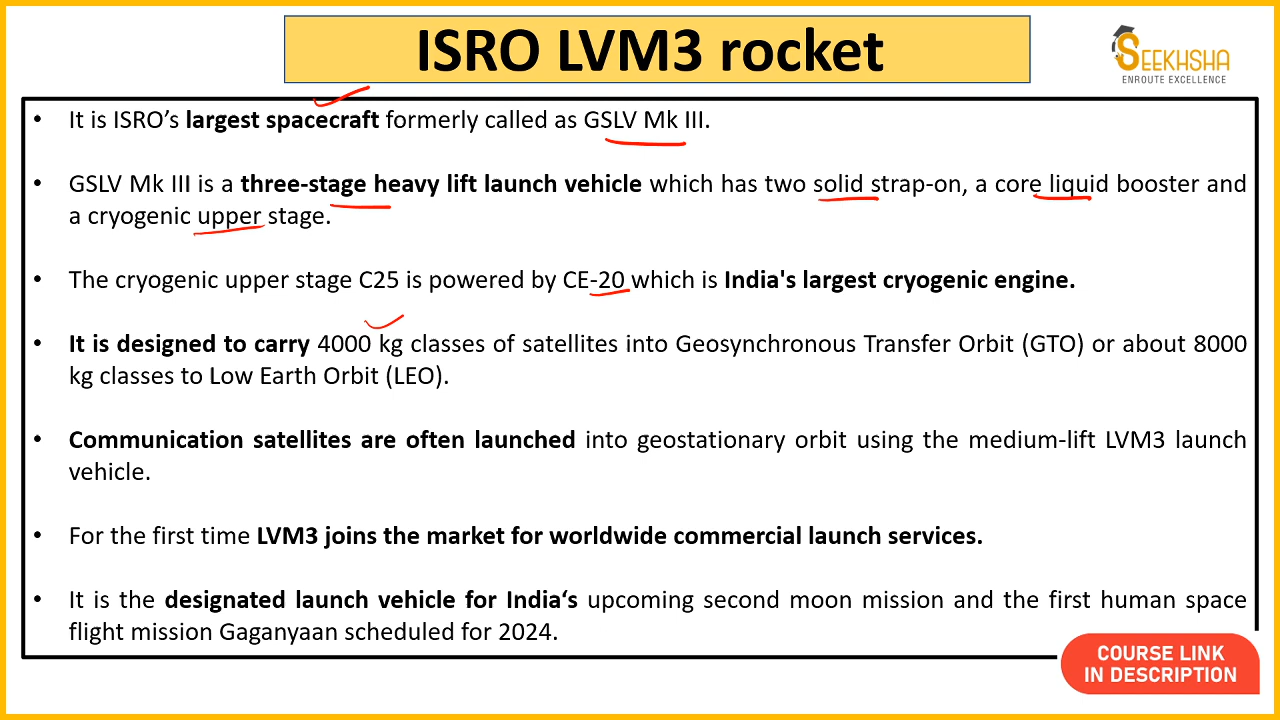 ISRO LVM3 rocket
SEEKHSHA
ENROUTE EXCELLENCE
• It is ISRO’s largest spacecraft formerly called as GSLV Mk III.
• GSLV Mk III is a three-stage heavy lift launch vehicle which has two solid strap-on, a core liquid booster and
a cryogenic upper stage.
• The cryogenic upper stage C25 is powered by CE-20 which is India's largest cryogenic engine.
• It is designed to carry 4000 kg classes of satellites into Geosynchronous Transfer Orbit (GTO) or about 8000
kg classes to Low Earth Orbit (LEO).
• Communication satellites are often launched into geostationary orbit using the medium-lift LVM3 launch
vehicle.
• For the first time LVM3 joins the market for worldwide commercial launch services.
• It is the designated launch vehicle for India‘s upcoming second moon mission and the first human space
flight mission Gaganyaan scheduled for 2024.
COURSE LINK
IN DESCRIPTION